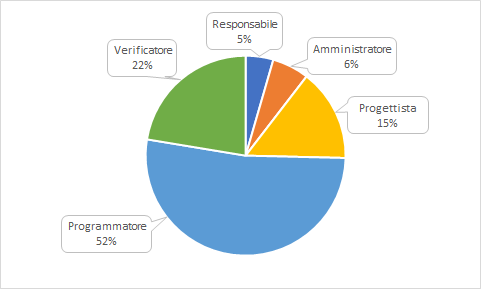 Responsabile
5%
Amministratore
6%
Progettista
15%
Programmatore
52%
Verificatore
22%